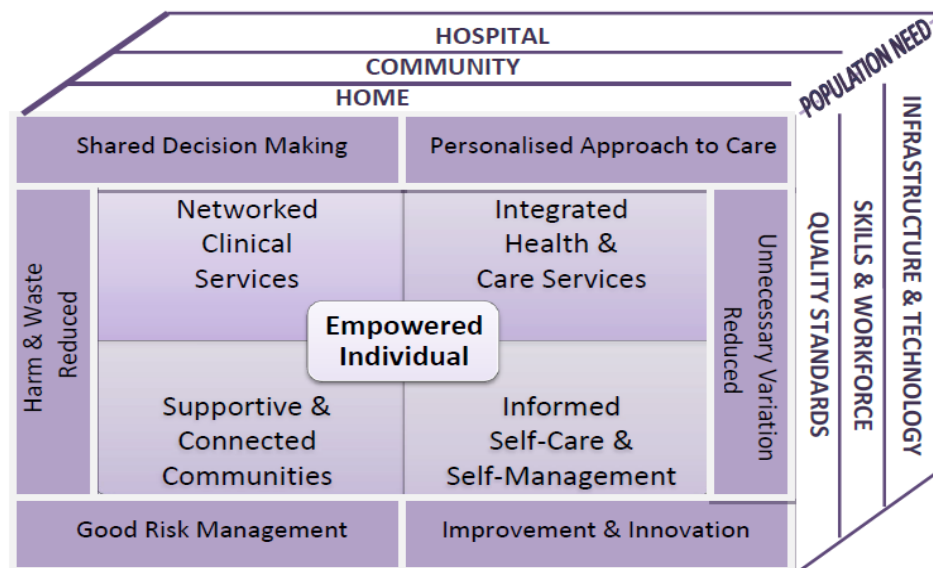 HOSPITAL
COMMUNITY
HOME
POPULATION NEED
Shared Decision Making
Personalised Approach to Care
Harm & Waste
Reduced
Networked
Clinical
Services
Integrated
Health &
Care Services
Empowered
Individual
Supportive &
Connected
Communities
Informed
Self-Care &
Self-Management
Unnecessary Variation
Reduced
QUALITY STANDARDS
SKILLS & WORKFORCE
INFRASTRUCTURE & TECHNOLOGY
Good Risk Management
Improvement & Innovation